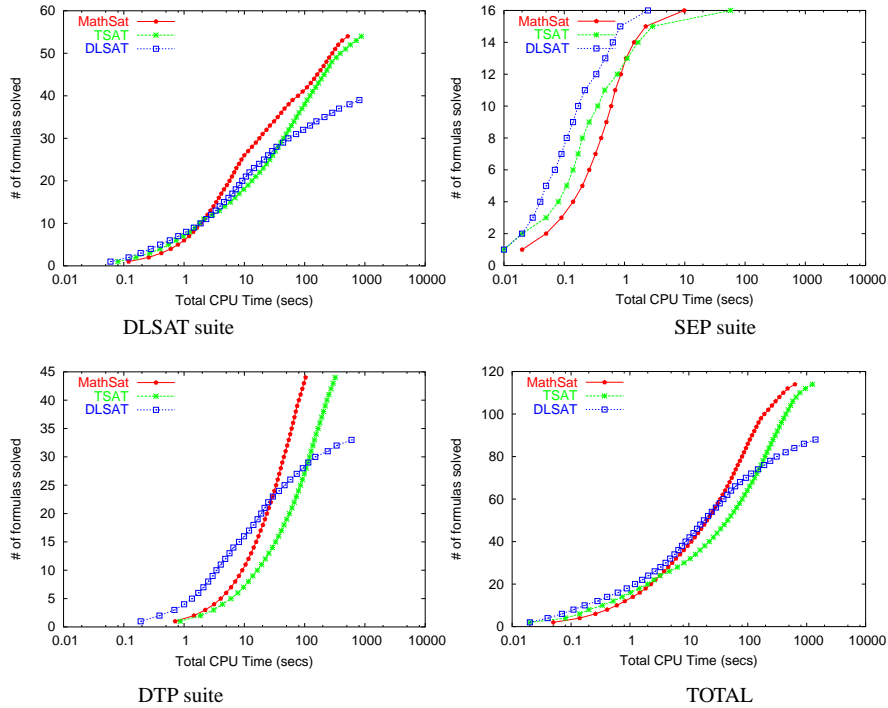 60
50
40
30
20
10
0
# of formulas solved
MathSat
TSAT
DLSAT
0.01 0.1 1 10 100 1000 10000
Total CPU Time (secs)
DLSAT suite
16
14
12
10
8
6
4
2
0
# of formulas solved
MathSat
TSAT
DLSAT
0.01 0.1 1 10 100 1000 10000
Total CPU Time (secs)
SEP suite
45
40
35
30
25
20
15
10
5
0
# of formulas solved
MathSat
TSAT
DLSAT
0.01 0.1 1 10 100 1000 10000
Total CPU Time (secs)
DTP suite
120
100
80
60
40
20
0
# of formulas solved
MathSat
TSAT
DLSAT
0.01 0.1 1 10 100 1000 10000
Total CPU Time (secs)
TOTAL